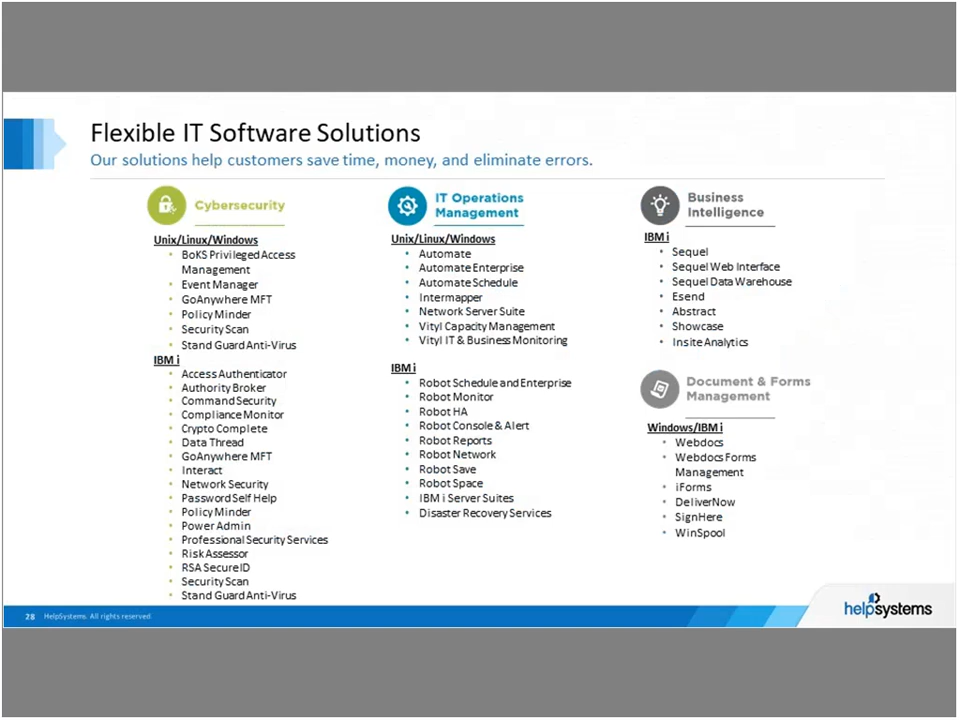 Flexible IT Software Solutions
Our solutions help customers save time, money, and eliminate errors.
Cybersecurity
Unix/Linux/Windows
• BoKS Privileged Access
Management
• Event Manager
• GoAnywhere MFT
• Policy Minder
• Security Scan
• Stand Guard Anti-Virus
IBM i
• Access Authenticator
• Authority Broker
• Command Security
• Compliance Monitor
• Crypto Complete
• Data Thread
• GoAnywhere MFT
• Interact
• Network Security
• Password Self Help
• Policy Minder
• Power Admin
• Professional Security Services
• Risk Assessor
• RSA SecureID
• Security Scan
• Stand Guard Anti-Virus
IT Operations
Management
Unix/Linux/Windows
• Automate
• Automate Enterprise
• Automate Schedule
• Intermapper
• Network Server Suite
• Vityl Capacity Management
• Vityl IT & Business Monitoring
IBM i
• Robot Schedule and Enterprise
• Robot Monitor
• Robot HA
• Robot Console & Alert
• Robot Reports
• Robot Network
• Robot Save
• Robot Space
• IBM i Server Suites
• Disaster Recovery Services
Business
Intelligence
IBM i
• Sequel
• Sequel Web Interface
• Sequel Data Warehouse
• Esend
• Abstract
• Showcase
• Insite Analytics
Document & Forms
Management
Windows/IBM i
• Webdocs
• Webdocs Forms
Management
• iForms
• DeliverNow
• SignHere
• WinSpool
28 HelpSystems. All rights reserved
helpsystems